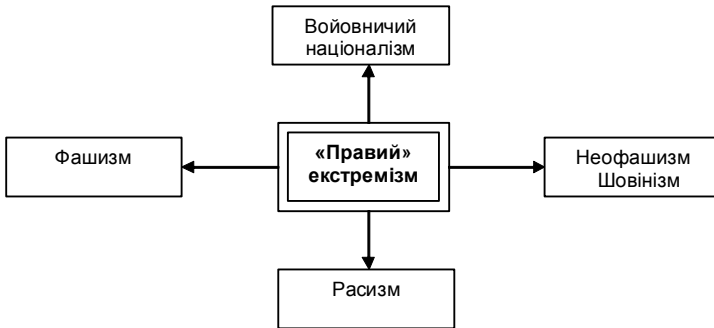 Войовничий
націоналізм
Фашизм
«Правий»
екстремізм
Неофашизм
Шовінізм
Расизм